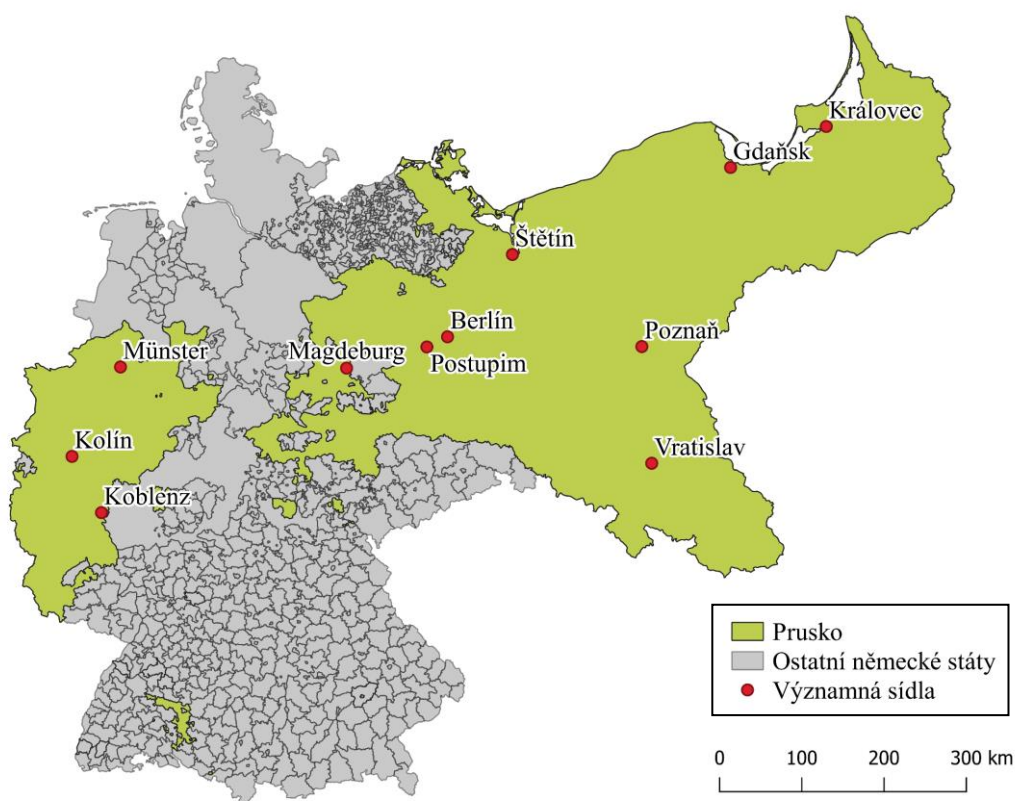 Královec
Gdaňsk
Štětín
Berlín
Poznaň
Münster
Magdeburg
Postupim
Kolín
Vratislav
Koblenz
Prusko
Ostatní německé státy
Významná sídla
0 100 200 300 km